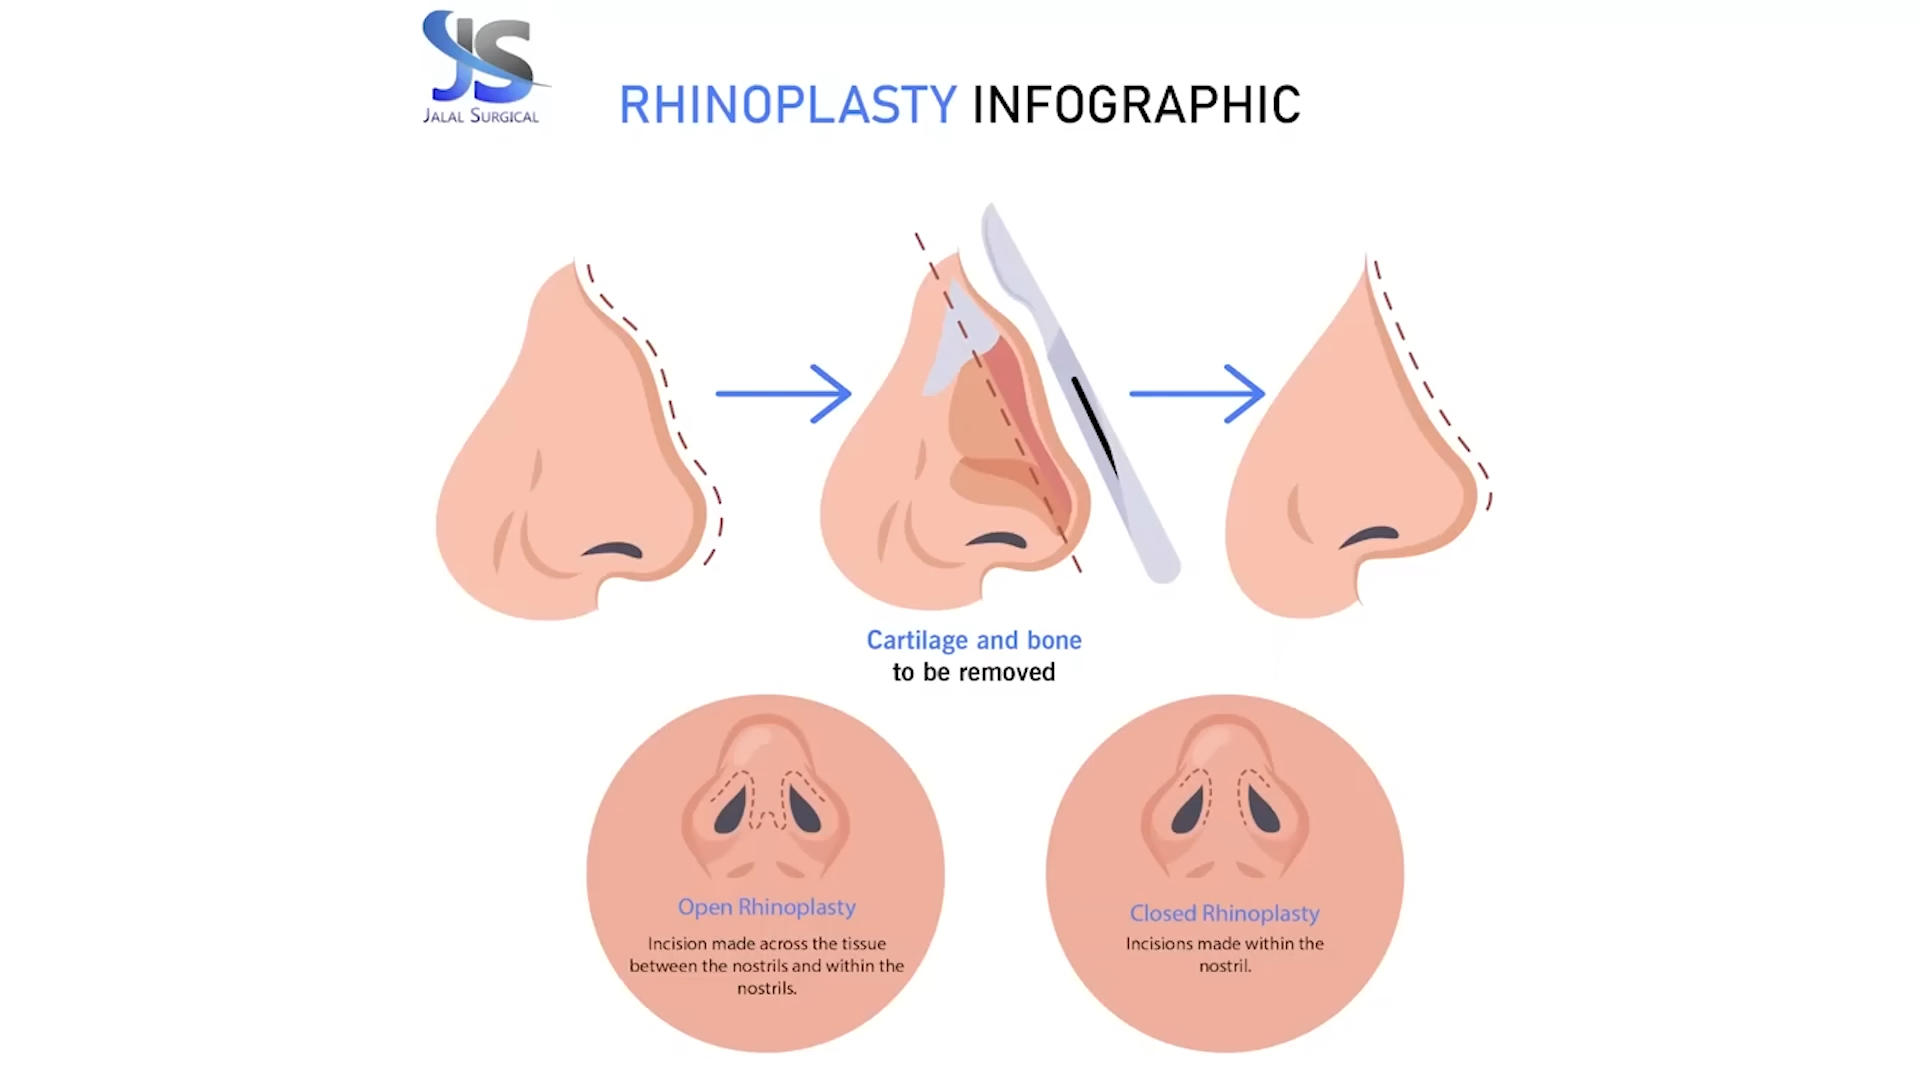 JS
JALAL SURGICAL
RHINOPLASTY INFOGRAPHIC
Cartilage and bone
to be removed
Open Rhinoplasty
Incision made across the tissue
between the nostrils and within the
nostrils.
Closed Rhinoplasty
Incisions made within the
nostril.